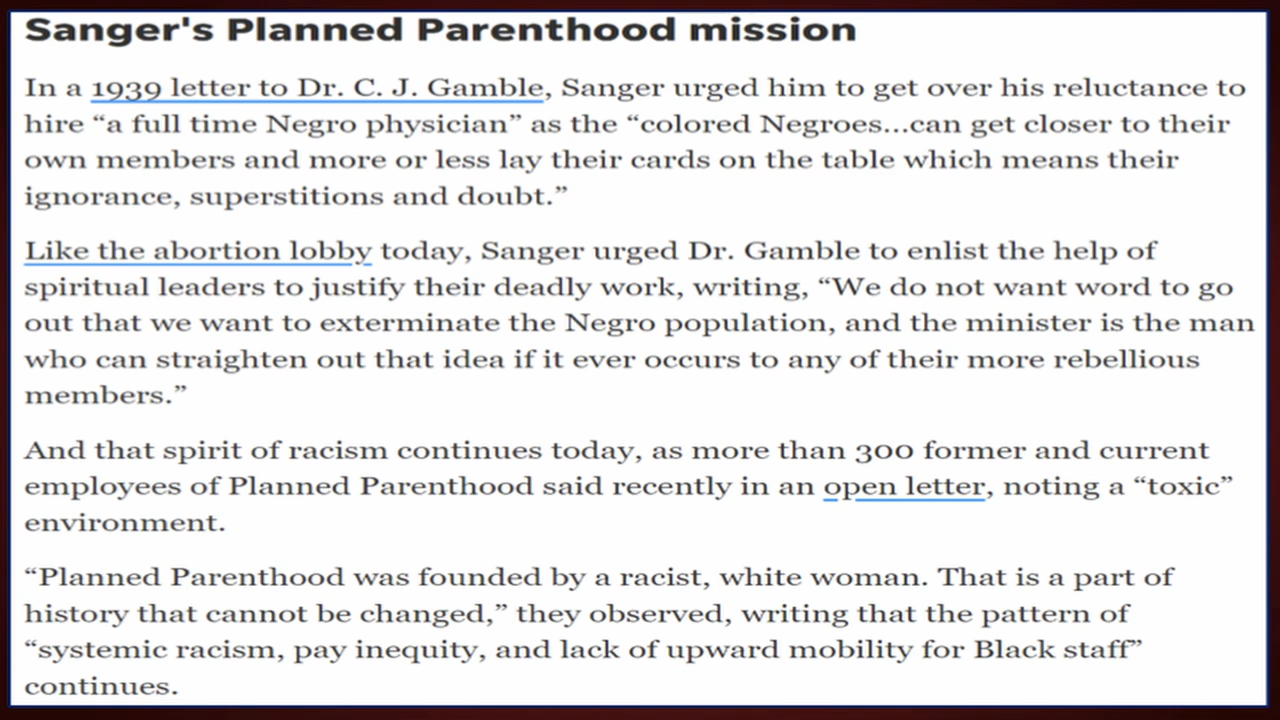 Sanger's Planned Parenthood mission
In a 1939 letter to Dr. C. J. Gamble, Sanger urged him to get over his reluctance to
hire “a full time Negro physician” as the “colored Negroes...can get closer to their
own members and more or less lay their cards on the table which means their
ignorance, superstitions and doubt.”
Like the abortion lobby today, Sanger urged Dr. Gamble to enlist the help of
spiritual leaders to justify their deadly work, writing, “We do not want word to go
out that we want to exterminate the Negro population, and the minister is the man
who can straighten out that idea if it ever occurs to any of their more rebellious
members.”
And that spirit of racism continues today, as more than 300 former and current
employees of Planned Parenthood said recently in an open letter, noting a “toxic”
environment.
“Planned Parenthood was founded by a racist, white woman. That is a part of
history that cannot be changed,” they observed, writing that the pattern of
“systemic racism, pay inequity, and lack of upward mobility for Black staff”
continues.